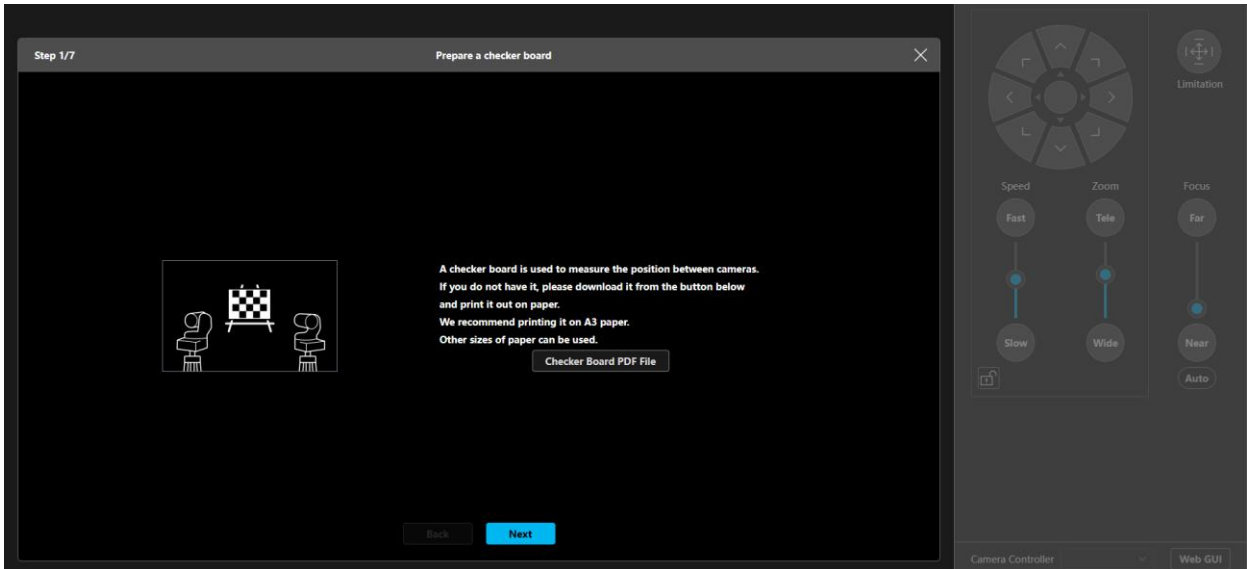 Step 1/7
Prepare a checker board
A checker board is used to measure the position between cameras.
If you do not have it, please download it from the button below
and print it out on paper.
We recommend printing it on A3 paper.
Other sizes of paper can be used.
Checker Board PDF File
Back
Next
Limitation
Speed
Zoom
Focus
Fast
Tele
Far
Slow
Wide
Near
Auto
Camera Controller
Web GUI